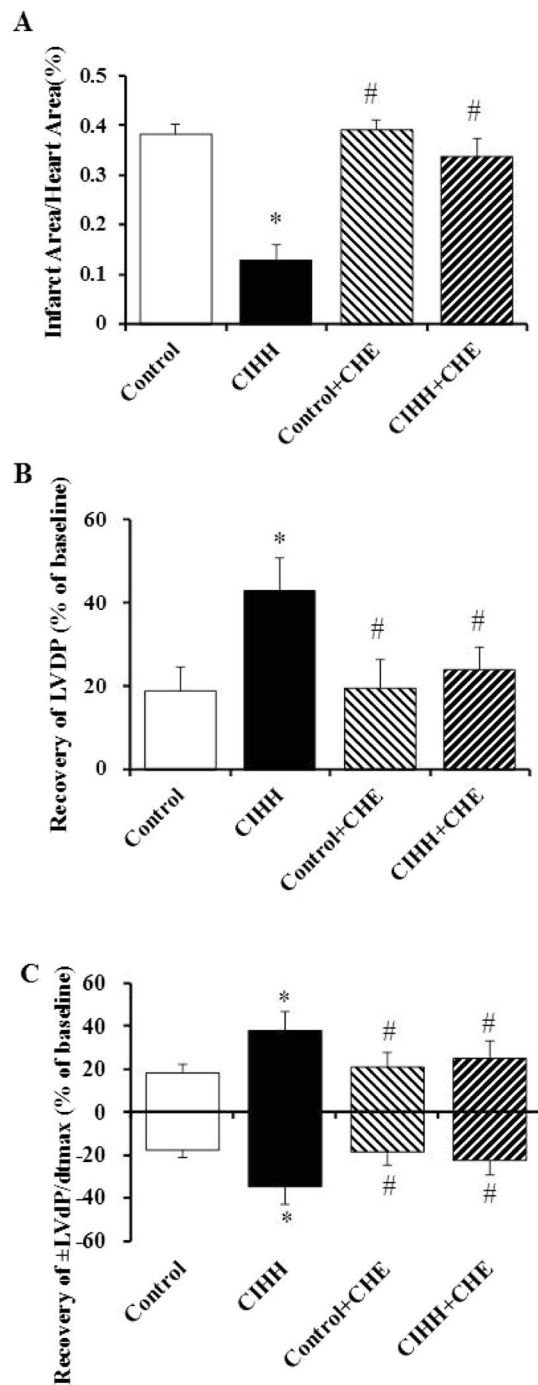 A
Infarct Area/Heart Area(%)
0.5
0.4
0.3
0.2
0.1
0
*
#
#
Control
CIHH
Control+CHE
CIHH+CHE
B
Recovery of LVDP (% of baseline)
60
40
20
0
*
#
#
Control
CIHH
Control+CHE
CIHH+CHE
C
Recovery of ±LVdP/dtmax (% of baseline)
60
40
20
0
-20
-40
-60
*
#
#
*
#
#
Control
CIHH
Control+CHE
CIHH+CHE